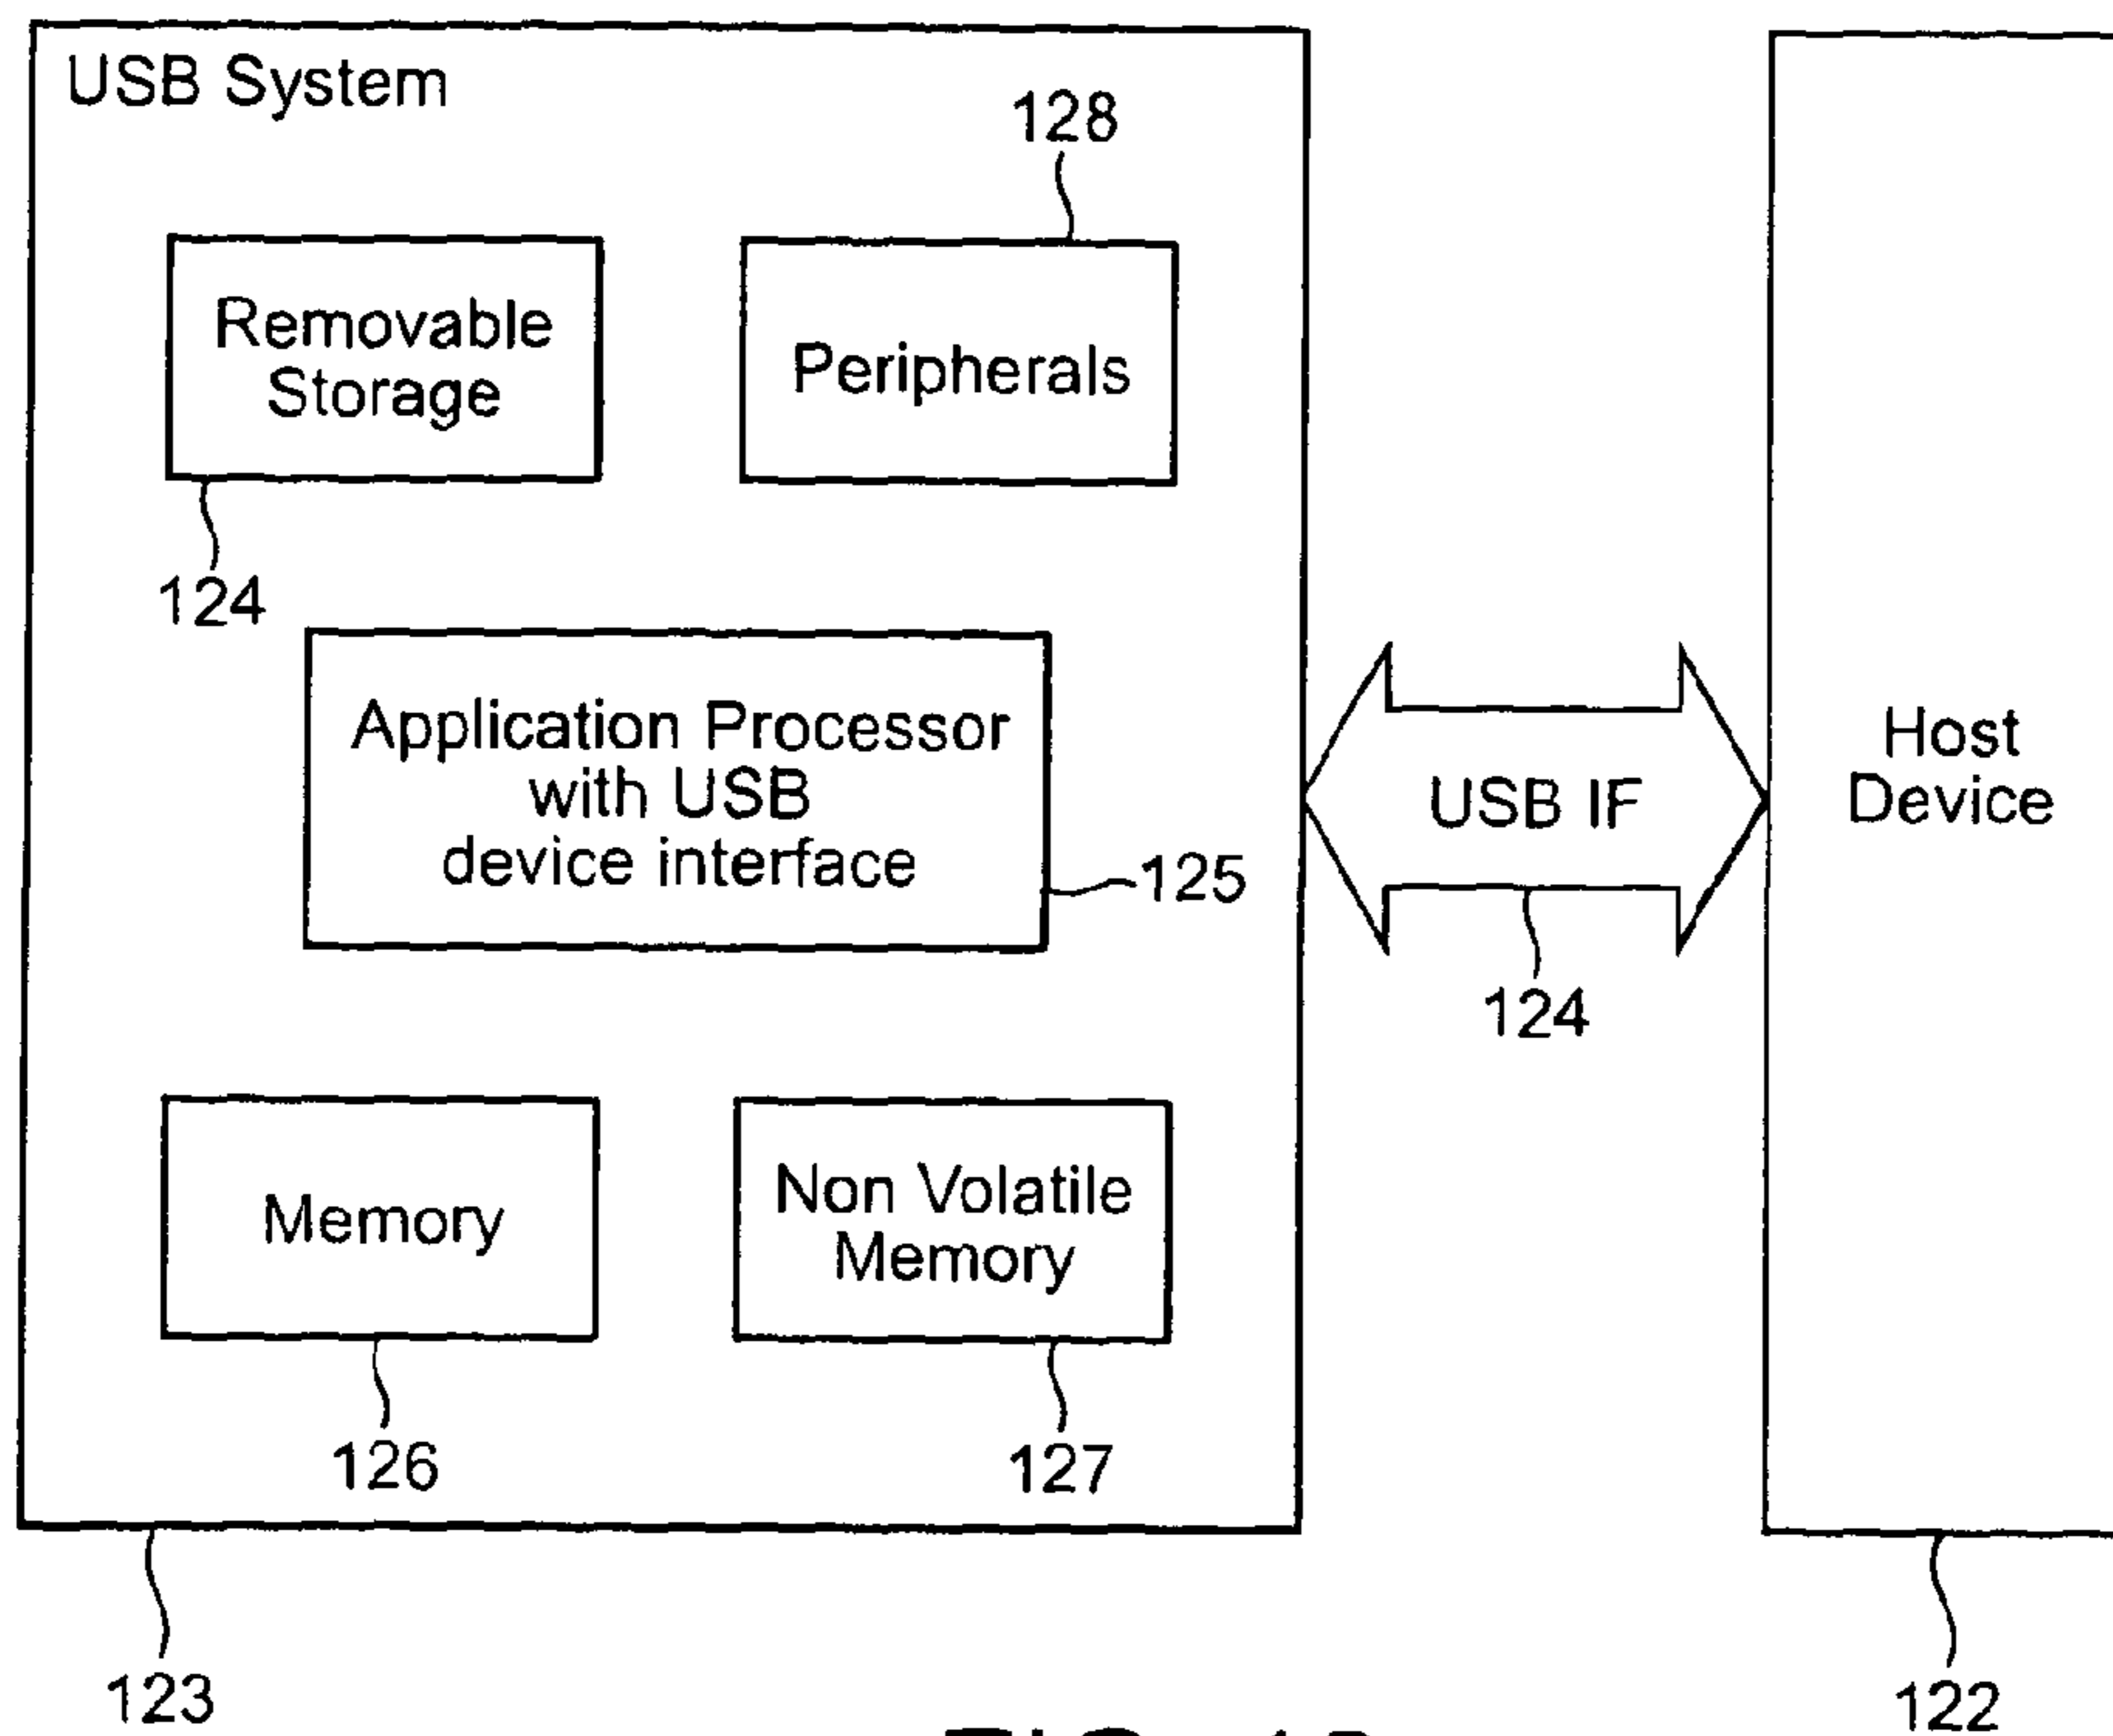 USB System
128
Removable
Storage
Peripherals
124
Application Processor
with USB
device interface
125
USB IF
124
Host
Device
Memory
Non Volatile
Memory
126
127
123
122